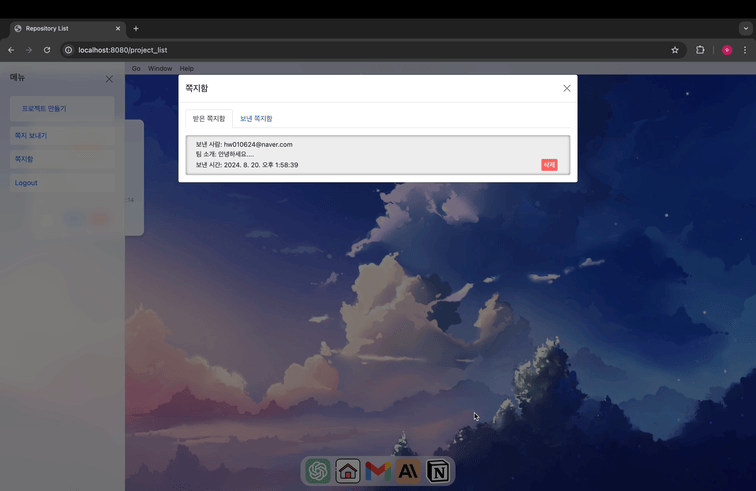 Repository List
localhost:8080/project_list
메뉴
프로젝트 만들기
쪽지 보내기
쪽지함
Logout
Go Window Help
쪽지함
받은 쪽지함 보낸 쪽지함
보낸 사람: hw010624@naver.com
팀 소개: 안녕하세요....
보낸 시간: 2024. 8. 20. 오후 1:58:39
삭제